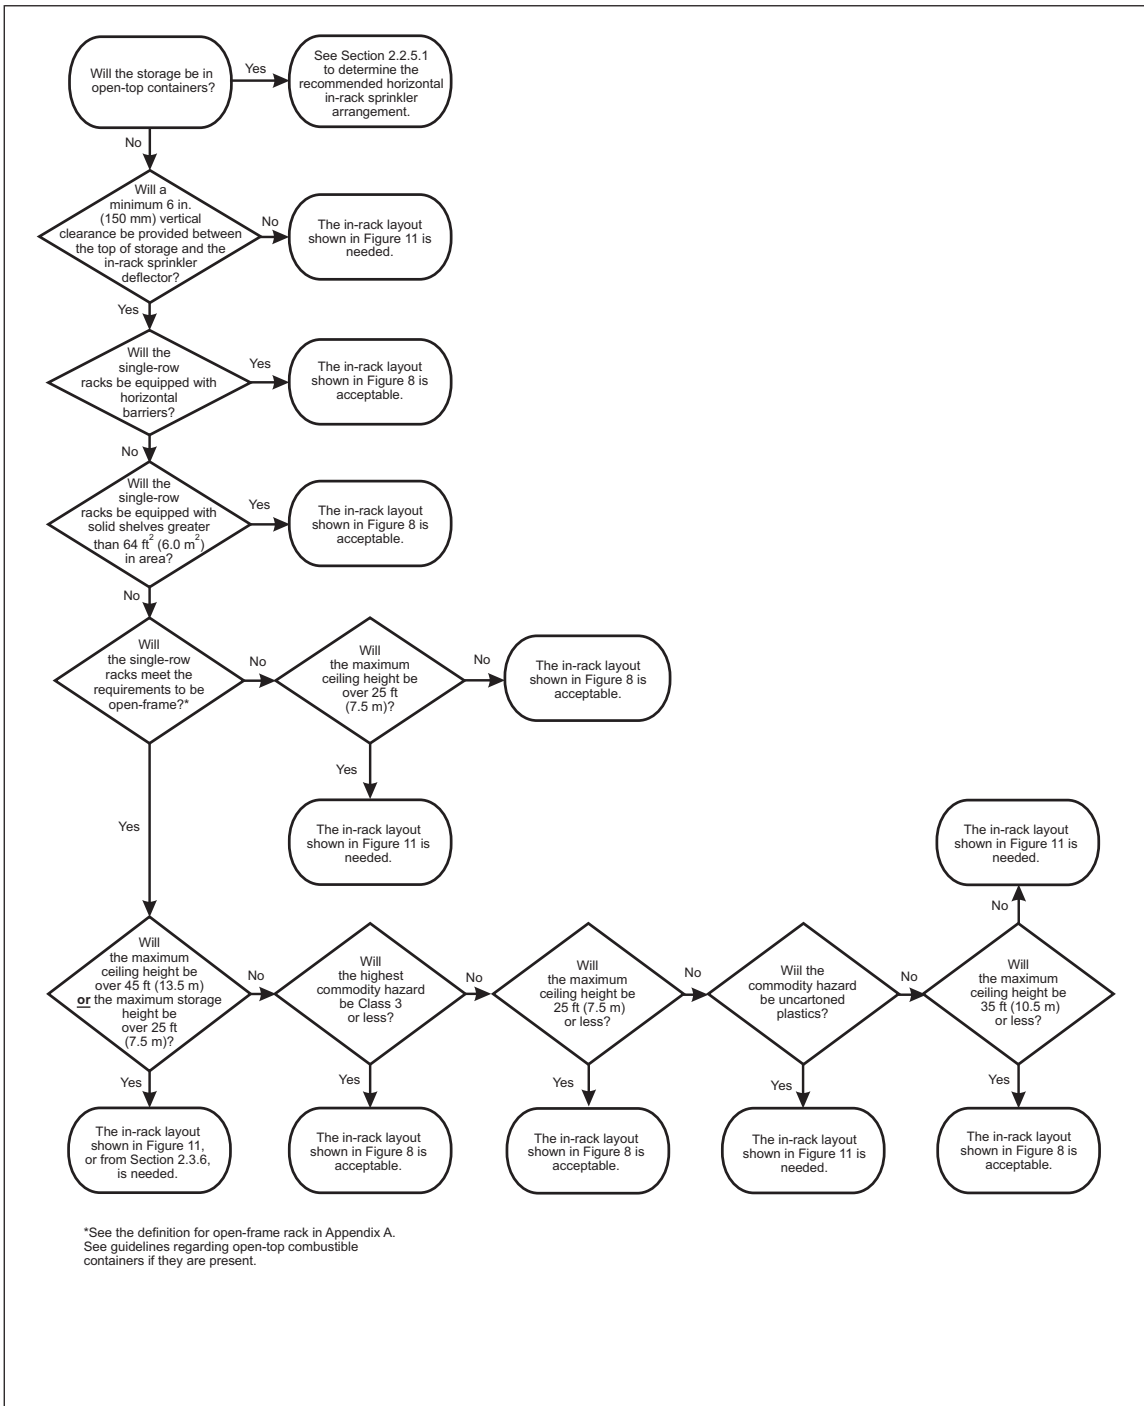 Will the storage be in
open-top containers?
Yes
See Section 2.2.5.1
to determine the
recommended horizontal
in-rack sprinkler
arrangement.
No
Will a
minimum 6 in.
(150 mm) vertical
clearance be provided between
the top of storage and the
in-rack sprinkler
deflector?
No
The in-rack layout
shown in Figure 11 is
needed.
Yes
Will the
single-row
racks be equipped with
horizontal
barriers?
Yes
The in-rack layout
shown in Figure 8 is
acceptable.
No
Will the
single-row
racks be equipped with
solid shelves greater
than 64 ft² (6.0 m²)
in area?
Yes
The in-rack layout
shown in Figure 8 is
acceptable.
No
Will
the single-row
racks meet the
requirements to be
open-frame?*
No
Will
the maximum
ceiling height be
over 25 ft
(7.5 m)?
No
The in-rack layout
shown in Figure 8 is
acceptable.
Yes
The in-rack layout
shown in Figure 11 is
needed.
Yes
Will
the maximum
ceiling height be
over 45 ft (13.5 m)
or the maximum storage
height be
over 25 ft
(7.5 m)?
No
Will
the highest
commodity hazard
be Class 3
or less?
No
Will
the maximum
ceiling height be
25 ft (7.5 m)
or less?
No
Wiil the
commodity hazard
be uncartoned
plastics?
No
Will
the maximum
ceiling height be
35 ft (10.5 m)
or less?
No
The in-rack layout
shown in Figure 11 is
needed.
Yes
The in-rack layout
shown in Figure 11,
or from Section 2.3.6,
is needed.
Yes
The in-rack layout
shown in Figure 8 is
acceptable.
Yes
The in-rack layout
shown in Figure 8 is
acceptable.
Yes
The in-rack layout
shown in Figure 11 is
needed.
Yes
The in-rack layout
shown in Figure 8 is
acceptable.
*See the definition for open-frame rack in Appendix A.
See guidelines regarding open-top combustible
containers if they are present.